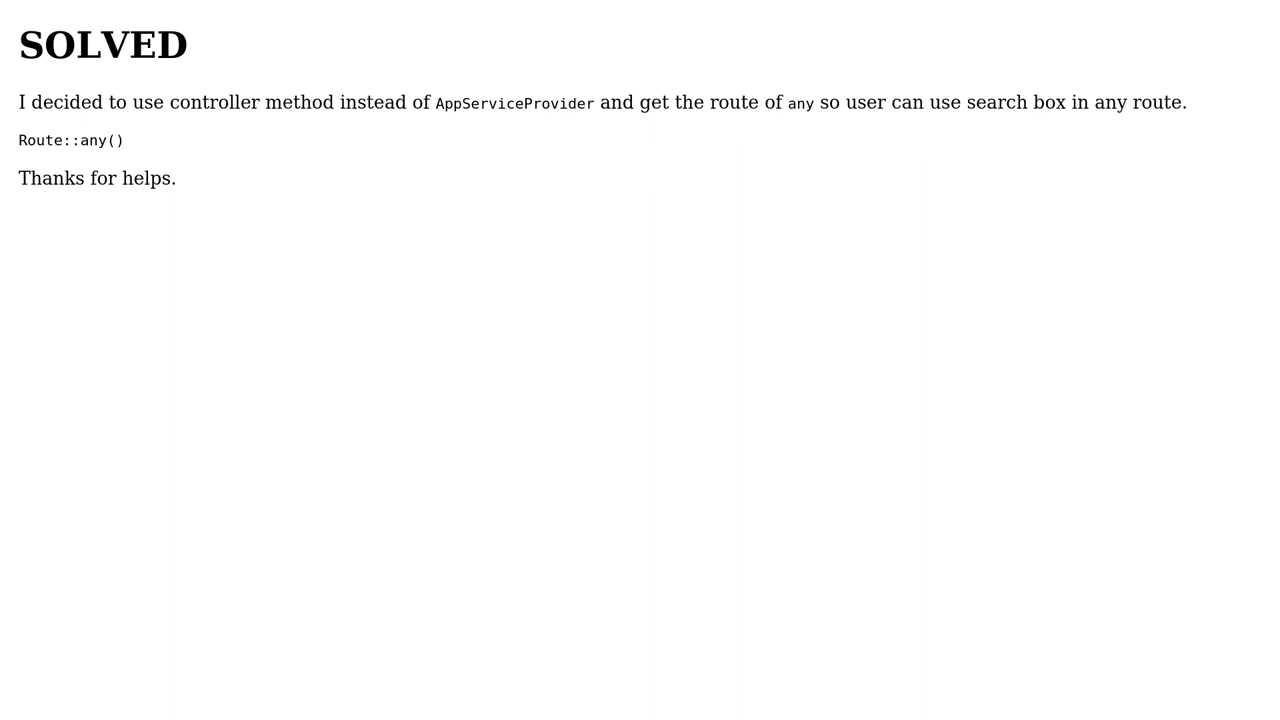 SOLVED
I decided to use controller method instead of AppServiceProvider and get the route of any so user can use search box in any route.
Route::any()
Thanks for helps.